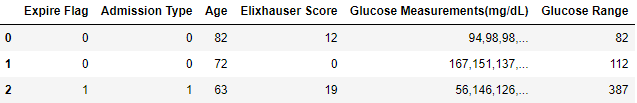 Expire Flag Admission Type Age Elixhauser Score Glucose Measurements(mg/dL) Glucose Range
0 0 0 82 12 94,98,98,... 82
1 0 0 72 0 167,151,137,... 112
2 1 1 63 19 56,146,126,... 387